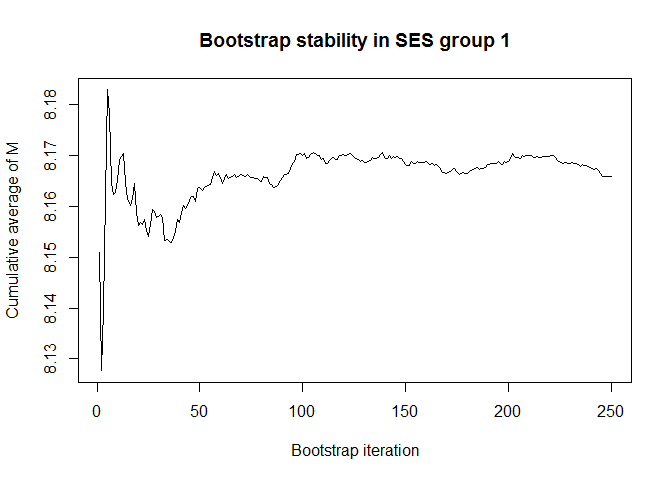 Bootstrap stability in SES group 1
Cumulative average of M
8.18
8.17
8.16
8.15
8.14
8.13
0 50 100 150 200 250
Bootstrap iteration